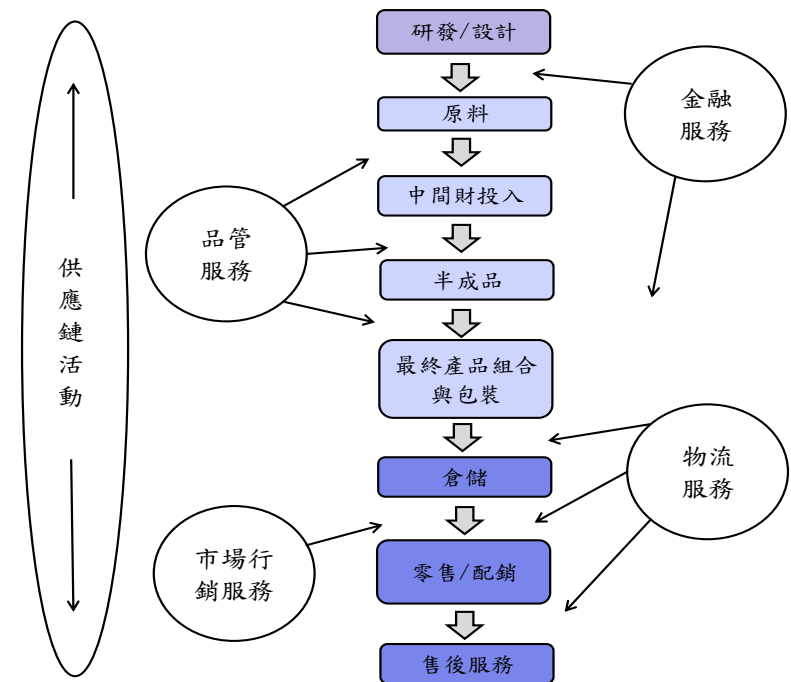 研發/設計
金融
服務
原料
中間財投入
品管
服務
供
應
鏈
活
動
半成品
最終產品組合
與包裝
倉儲
物流
服務
市場行
銷服務
零售/配銷
售後服務